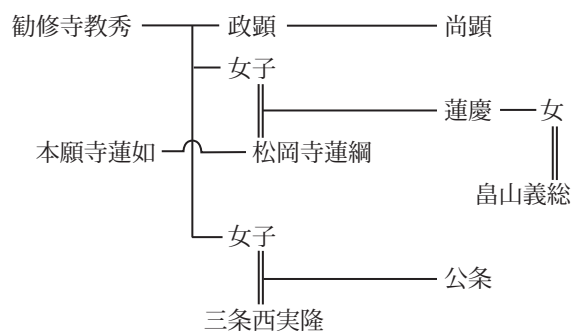 勧修寺教秀 政顕 尚顕
女子
蓮慶 女
本願寺蓮如 松岡寺蓮綱
畠山義総
女子
公条
三条西実隆